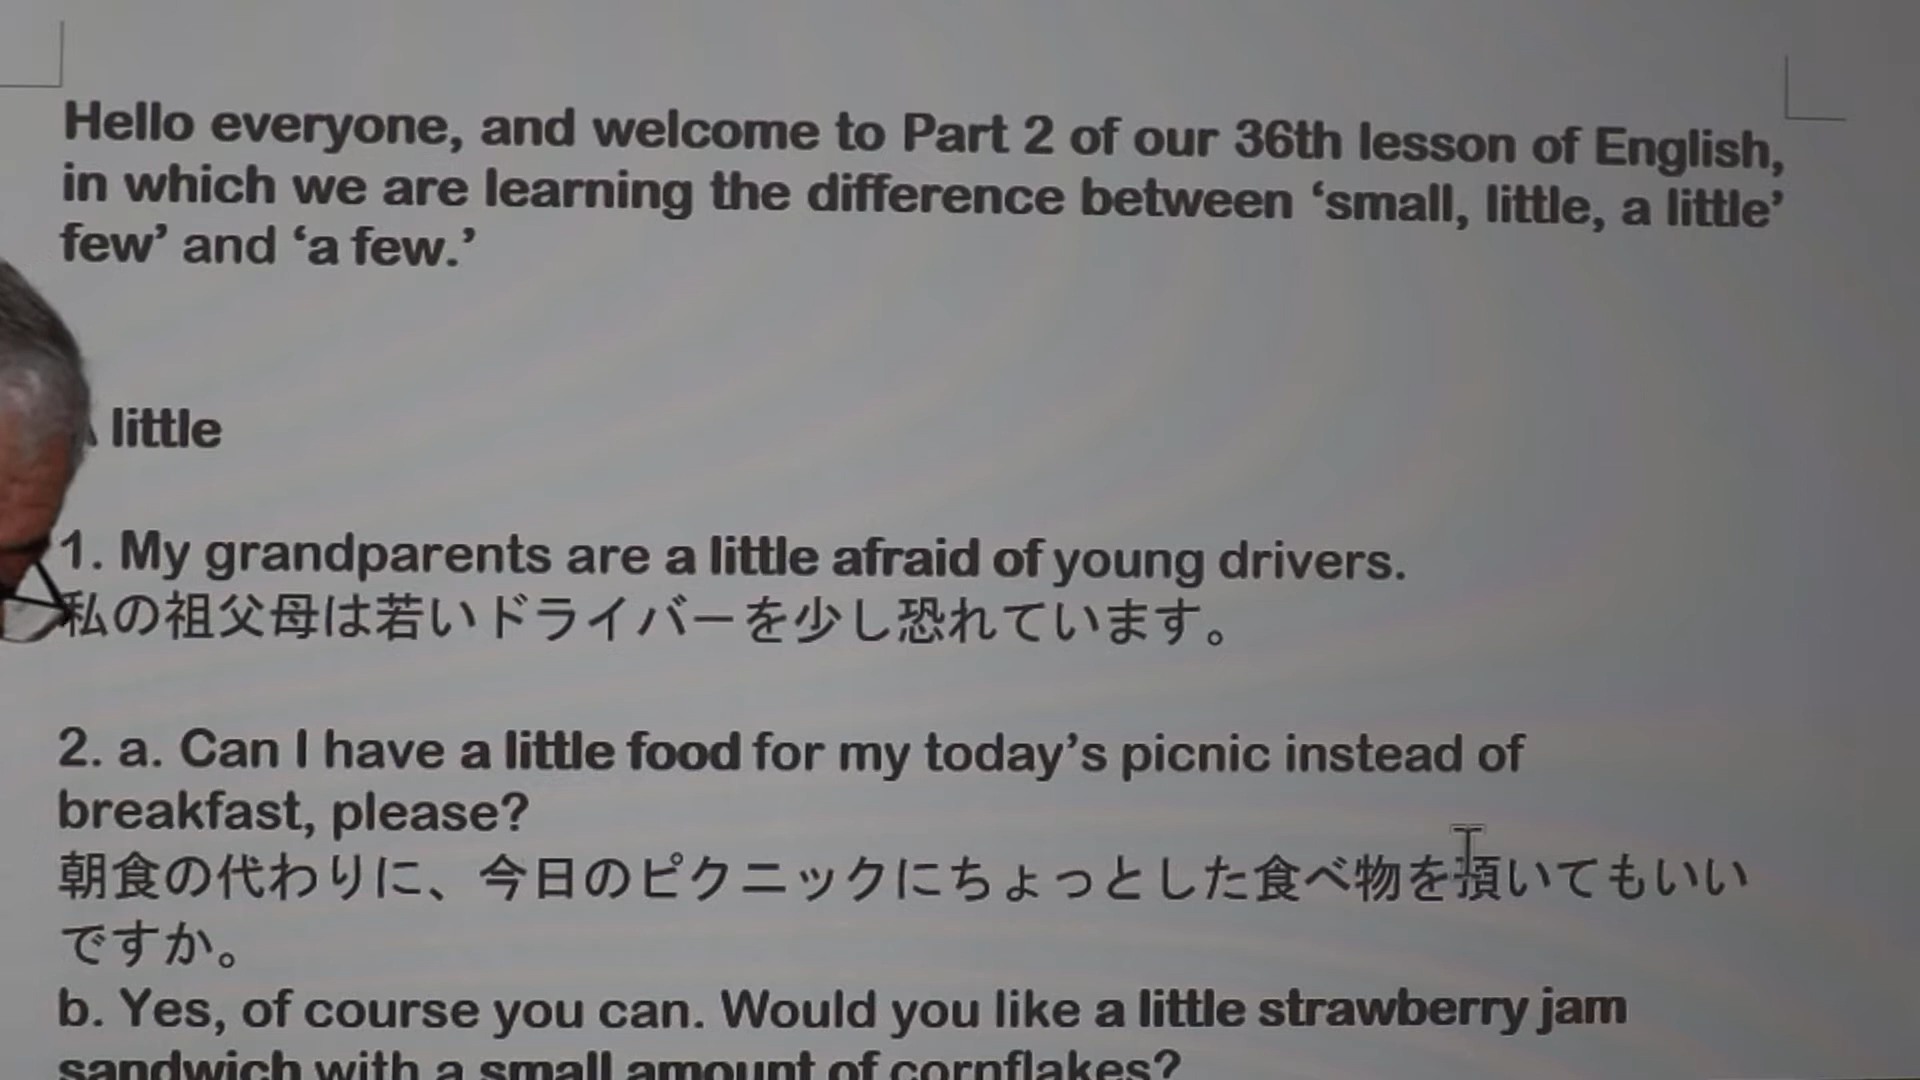 Hello everyone, and welcome to Part 2 of our 36th lesson of English,
in which we are learning the difference between ‘small, little, a little’
few’ and ‘a few.’
little
1. My grandparents are a little afraid of young drivers.
私の祖父母は若いドライバーを少し恐れています。
2. a. Can I have a little food for my today’s picnic instead of
breakfast, please?
朝食の代わりに、今日のピクニックにちょっとした食べ物を頂いてもいい
ですか。
b. Yes, of course you can. Would you like a little strawberry jam
sandwich with a small amount of cornflakes?